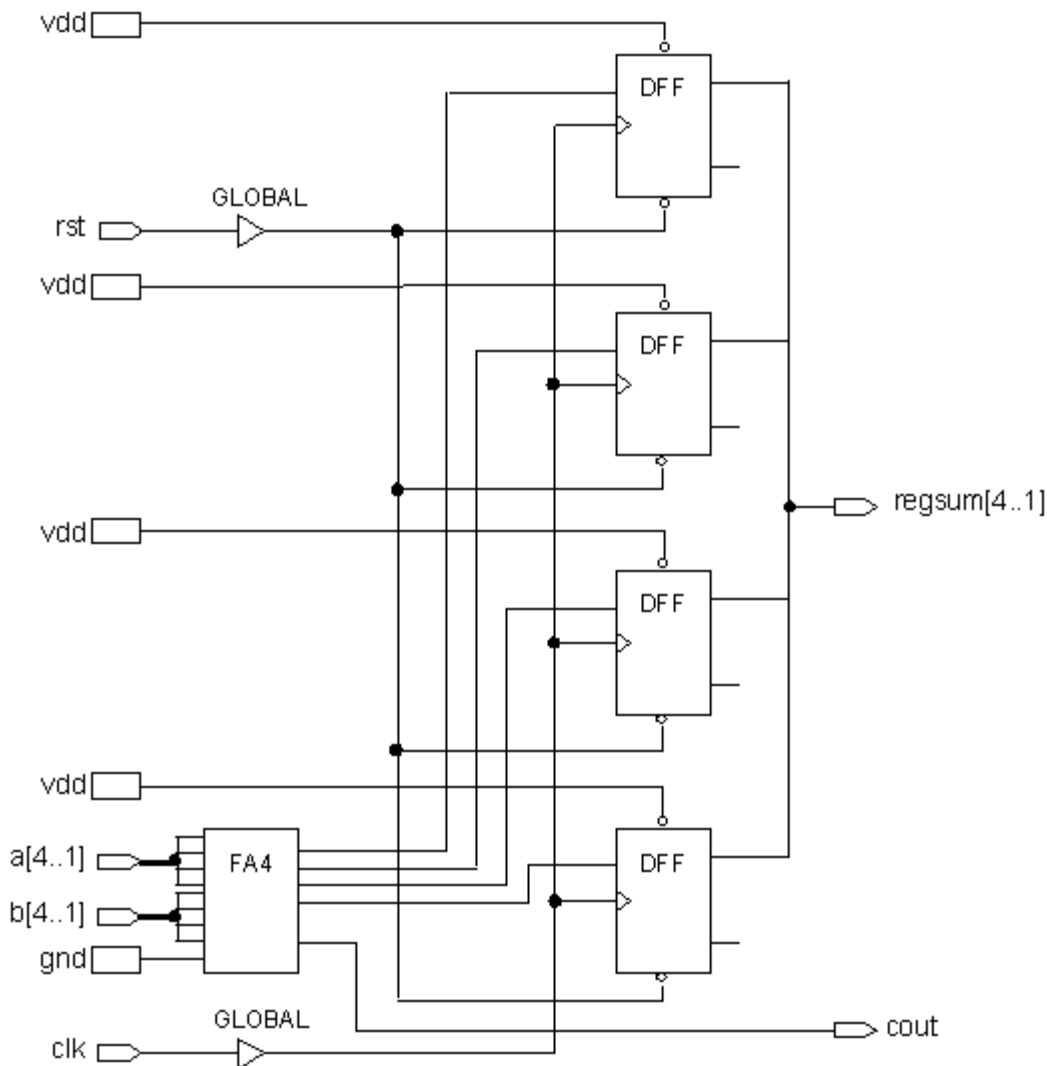 vdd
DFF
GLOBAL
rst
vdd
DFF
regsum[4..1]
vdd
DFF
vdd
a[4..1]
FA4
DFF
b[4..1]
gnd
GLOBAL
cout
clk